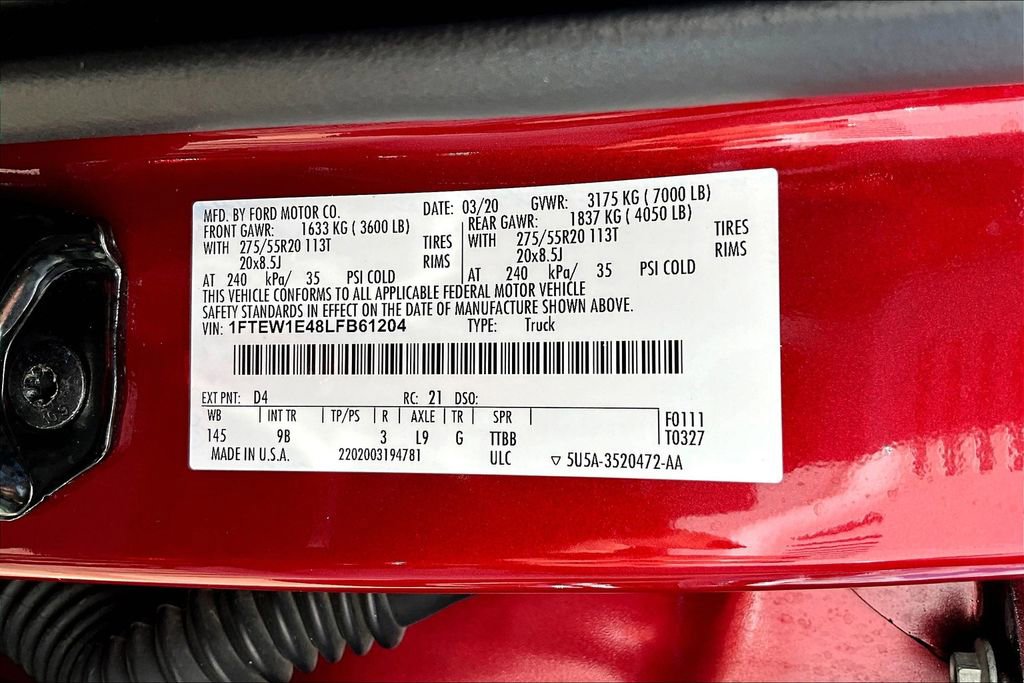 MFD. BY FORD MOTOR CO. DATE: 03/20 GVWR: 3175 KG ( 7000 LB)
FRONT GAWR: 1633 KG ( 3600 LB) REAR GAWR: 1837 KG ( 4050 LB)
WITH 275/55R20 113T TIRES WITH 275/55R20 113T TIRES
20x8.5J RIMS 20x8.5J RIMS
AT 240 kPa/ 35 PSI COLD AT 240 kPa/ 35 PSI COLD
THIS VEHICLE CONFORMS TO ALL APPLICABLE FEDERAL MOTOR VEHICLE
SAFETY STANDARDS IN EFFECT ON THE DATE OF MANUFACTURE SHOWN ABOVE.
VIN: 1FTEW1E48LFB61204 TYPE: Truck
EXT PNT: D4 RC: 21 DSO:
WB INT TR TP/PS R AXLE TR SPR F0111
145 9B 3 L9 G TTBB T0327
MADE IN U.S.A. 2202003194781 ULC ▽ 5U5A-3520472-AA